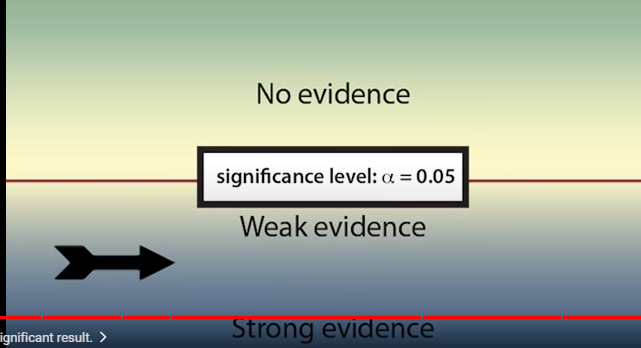 No evidence
significance level: α = 0.05
Weak evidence
Strong evidence
ignificant result.